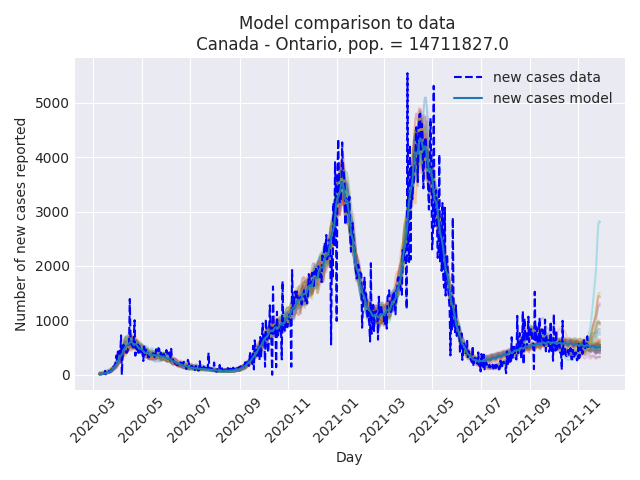 Model comparison to data
Canada - Ontario, pop. = 14711827.0
new cases data
new cases model
Number of new cases reported
5000
4000
3000
2000
1000
0
2020-03
2020-05
2020-07
2020-09
2020-11
2021-01
2021-03
2021-05
2021-07
2021-09
2021-11
Day